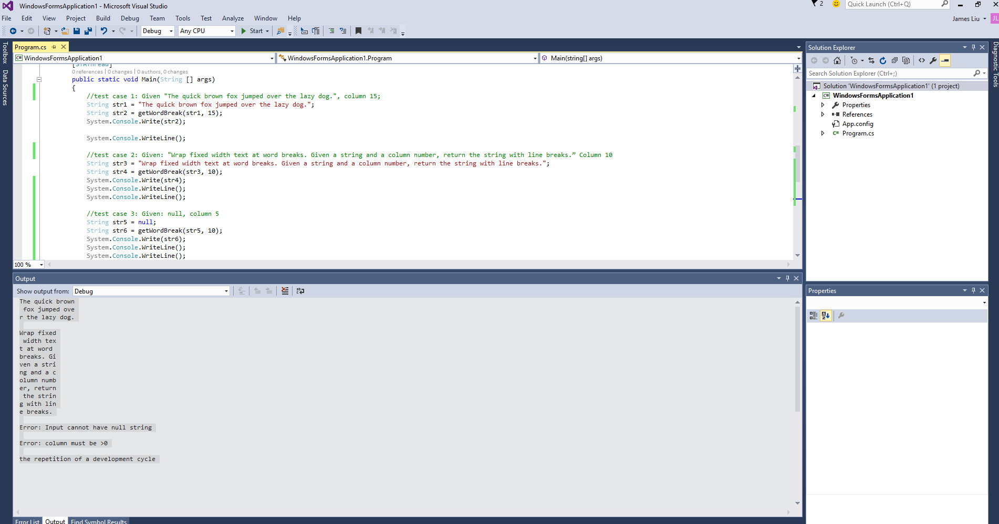 WindowsFormsApplication1 - Microsoft Visual Studio
2
Quick Launch (Ctrl+Q)
File Edit View Project Build Debug Team Tools Test Analyze Window Help
James Liu JL
Debug Any CPU Start
Toolbox
Data Sources
Program.cs
WindowsFormsApplication1 WindowsFormsApplication1.Program Main(string[] args)
[STAThread]
0 references | 0 changes | 0 authors, 0 changes
public static void Main(String [] args)
{
//test case 1: Given "The quick brown fox jumped over the lazy dog.", column 15;
String str1 = "The quick brown fox jumped over the lazy dog.";
String str2 = getWordBreak(str1, 15);
System.Console.Write(str2);
System.Console.WriteLine();
//test case 2: Given: "Wrap fixed width text at word breaks. Given a string and a column number, return the string with line breaks.” Column 10
String str3 = "Wrap fixed width text at word breaks. Given a string and a column number, return the string with line breaks.";
String str4 = getWordBreak(str3, 10);
System.Console.Write(str4);
System.Console.WriteLine();
System.Console.WriteLine();
//test case 3: Given: null, column 5
String str5 = null;
String str6 = getWordBreak(str5, 10);
System.Console.Write(str6);
System.Console.WriteLine();
System.Console.WriteLine();
100 %
Output
Show output from: Debug
The quick brown
fox jumped ove
r the lazy dog.
Wrap fixed
width tex
t at word
breaks. Gi
ven a stri
ng and a c
olumn numb
er, return
the strin
g with lin
e breaks.
Error: Input cannot have null string
Error: column must be >0
the repetition of a development cycle
Error List Output Find Symbol Results
Solution Explorer
Search Solution Explorer (Ctrl+;)
Solution 'WindowsFormsApplication1' (1 project)
C# WindowsFormsApplication1
Properties
References
App.config
C# Program.cs
Properties
Diagnostic Tools